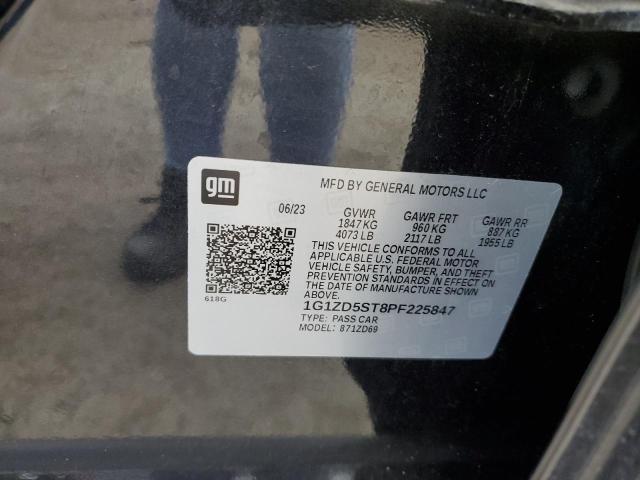 gm
MFD BY GENERAL MOTORS LLC
06/23
GVWR GAWR FRT GAWR RR
1847 KG 960 KG 887 KG
4073 LB 2117 LB 1955 LB
THIS VEHICLE CONFORMS TO ALL
APPLICABLE U.S. FEDERAL MOTOR
VEHICLE SAFETY, BUMPER, AND THEFT
PREVENTION STANDARDS IN EFFECT ON
THE DATE OF MANUFACTURE SHOWN
ABOVE.
618G
1G1ZD5ST8PF225847
TYPE: PASS CAR
MODEL: 871ZD69